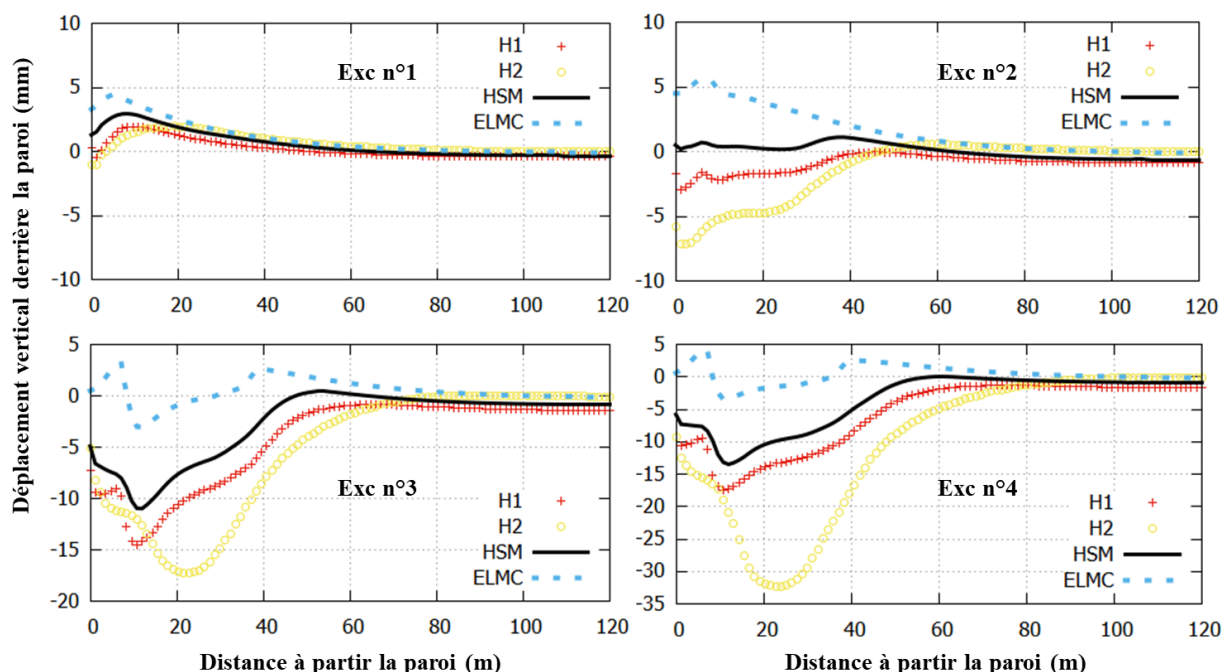 Déplacement vertical derrière la paroi (mm)
10
5
0
-5
-10
0 20 40 60 80 100 120
Exc n°1
H1
H2
HSM
ELMC
10
5
0
-5
-10
0 20 40 60 80 100 120
Exc n°2
H1
H2
HSM
ELMC
5
0
-5
-10
-15
-20
0 20 40 60 80 100 120
Exc n°3
H1
H2
HSM
ELMC
5
0
-5
-10
-15
-20
-25
-30
-35
0 20 40 60 80 100 120
Exc n°4
H1
H2
HSM
ELMC
Distance à partir la paroi (m)
Distance à partir la paroi (m)